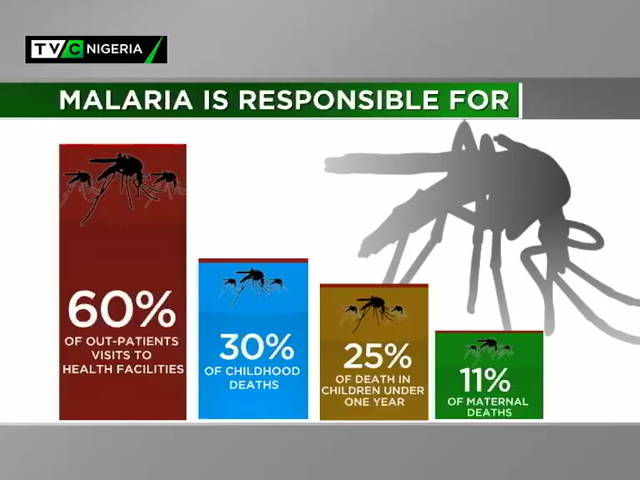 TVC NIGERIA
MALARIA IS RESPONSIBLE FOR
60%
OF OUT-PATIENTS
VISITS TO
HEALTH FACILITIES
30%
OF CHILDHOOD
DEATHS
25%
OF DEATH IN
CHILDREN UNDER
ONE YEAR
11%
OF MATERNAL
DEATHS